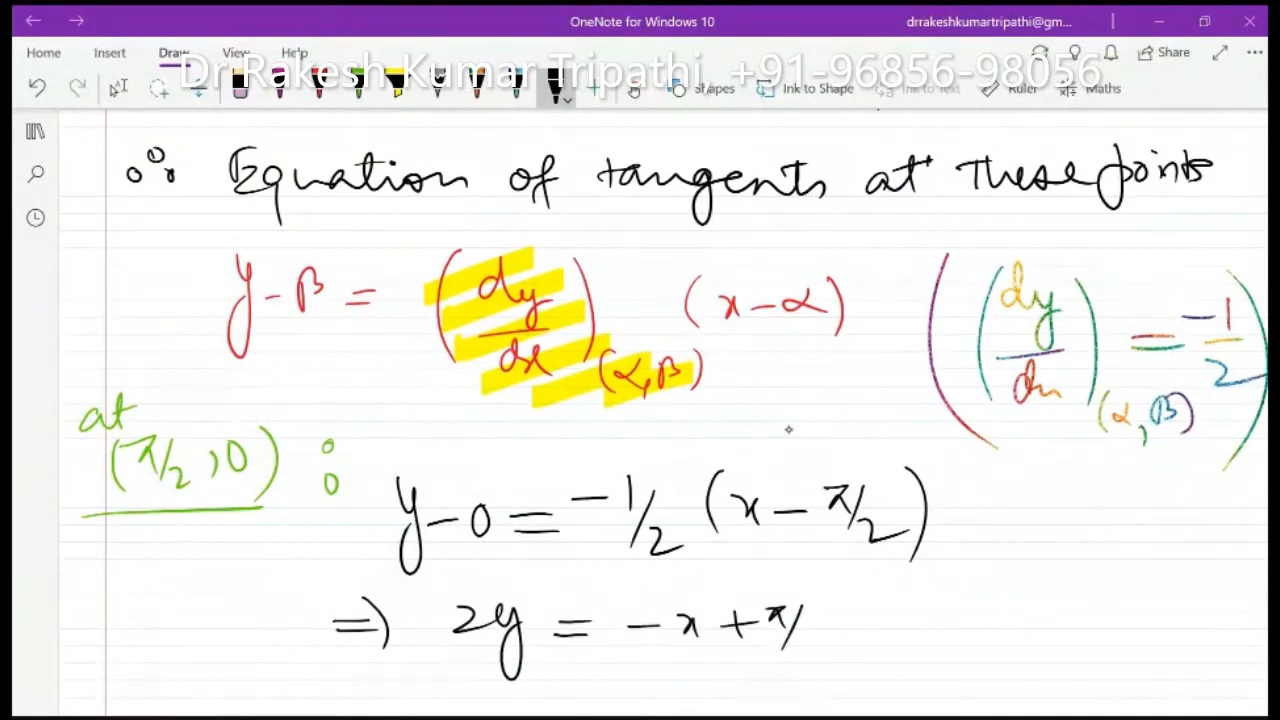 OneNote for Windows 10
drrakeshkumartripathi@gm...
Home Insert Draw View Help Share
Dr Rakesh Kumar Tripathi +91-96856-98056
Shapes Ink to Shape Ink to Text Ruler Maths
∴ Equation of tangents at these points
y - β = (dy/dx)(α,β) (x - α) ((dy/dx)(α,β) = -1/2)
at
(π/2, 0) :
y - 0 = -1/2 (x - π/2)
⇒ 2y = -x + π/